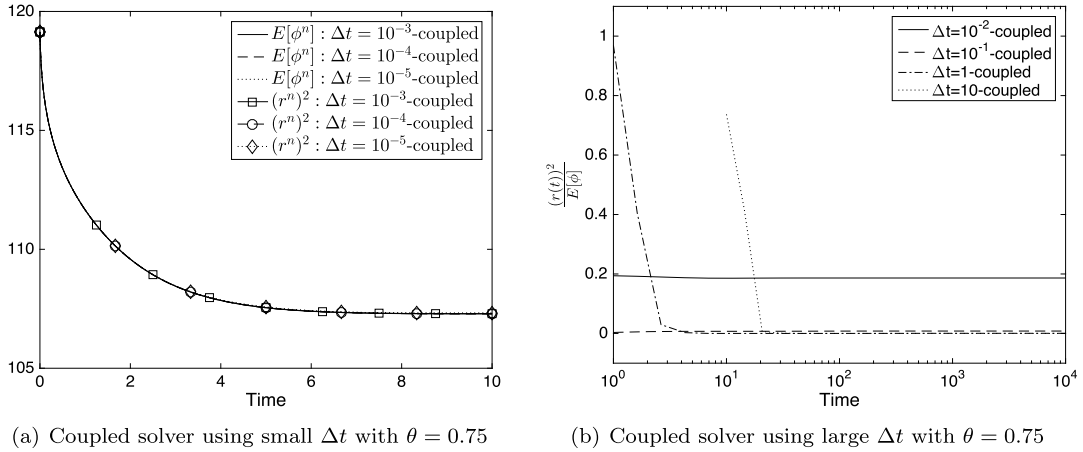 120
115
110
105
0
2
4
6
8
10
Time
E[ϕⁿ] : Δt = 10⁻³-coupled
E[ϕⁿ] : Δt = 10⁻⁴-coupled
E[ϕⁿ] : Δt = 10⁻⁵-coupled
(rⁿ)² : Δt = 10⁻³-coupled
(rⁿ)² : Δt = 10⁻⁴-coupled
(rⁿ)² : Δt = 10⁻⁵-coupled
(a) Coupled solver using small Δt with θ = 0.75
1
0.8
0.6
0.4
0.2
0
(r(t))²
E[ϕ]
10⁰
10¹
10²
10³
10⁴
Time
Δt=10⁻²-coupled
Δt=10⁻¹-coupled
Δt=1-coupled
Δt=10-coupled
(b) Coupled solver using large Δt with θ = 0.75